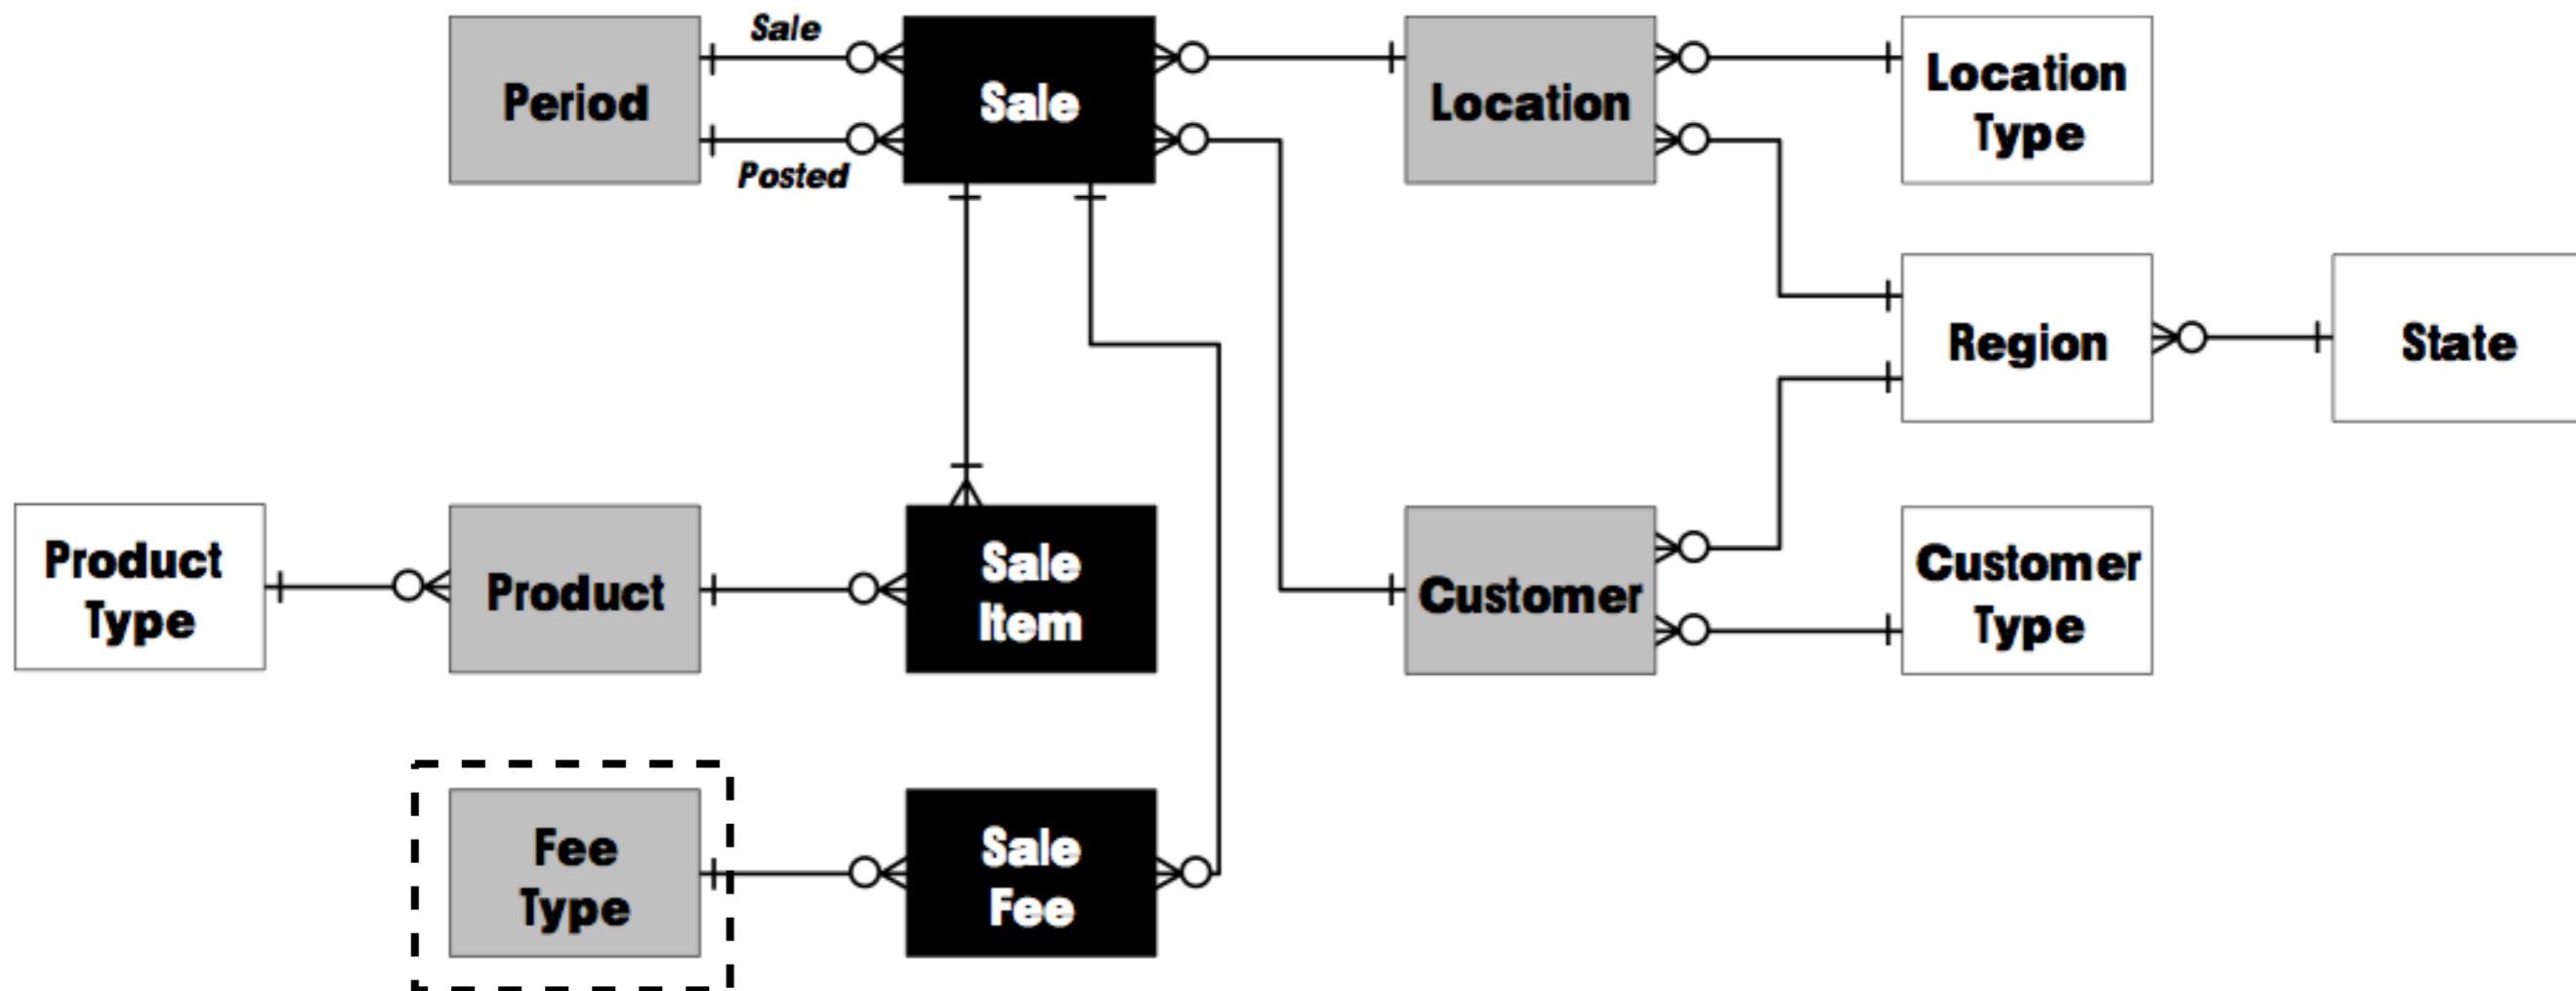 Sale
Period
Sale
Location
Location
Type
Posted
Region
State
Product
Type
Product
Sale
Item
Customer
Customer
Type
Fee
Type
Sale
Fee